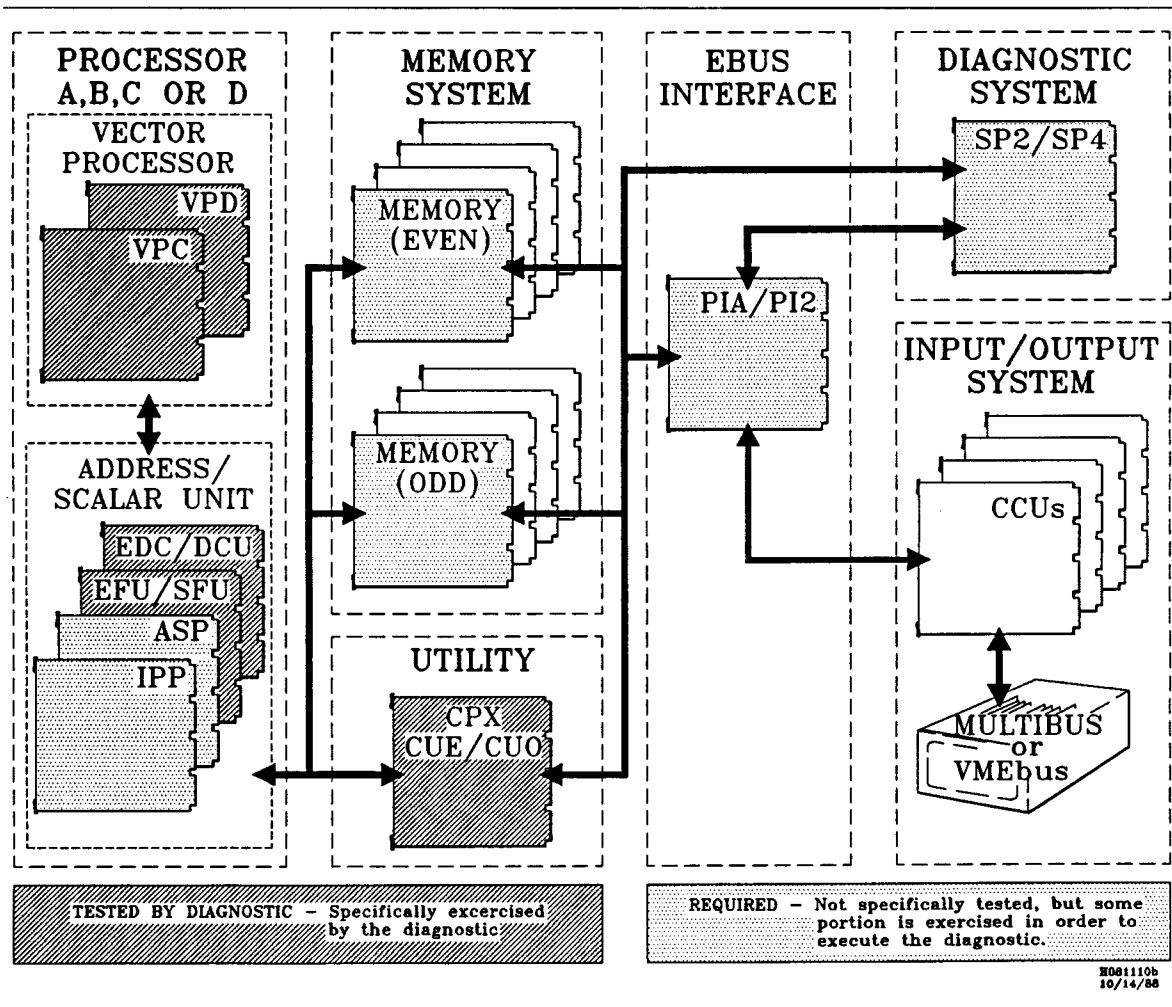 PROCESSOR
A,B,C OR D
VECTOR
PROCESSOR
VPD
VPC
ADDRESS/
SCALAR UNIT
EDC/DCU
EFU/SFU
ASP
IPP
MEMORY
SYSTEM
MEMORY
(EVEN)
MEMORY
(ODD)
UTILITY
CPX
CUE/CUO
EBUS
INTERFACE
PIA/PI2
DIAGNOSTIC
SYSTEM
SP2/SP4
INPUT/OUTPUT
SYSTEM
CCUs
MULTIBUS
or
VMEbus
TESTED BY DIAGNOSTIC – Specifically excercised
by the diagnostic
REQUIRED – Not specifically tested, but some
portion is exercised in order to
execute the diagnostic.
H081110b
10/14/88